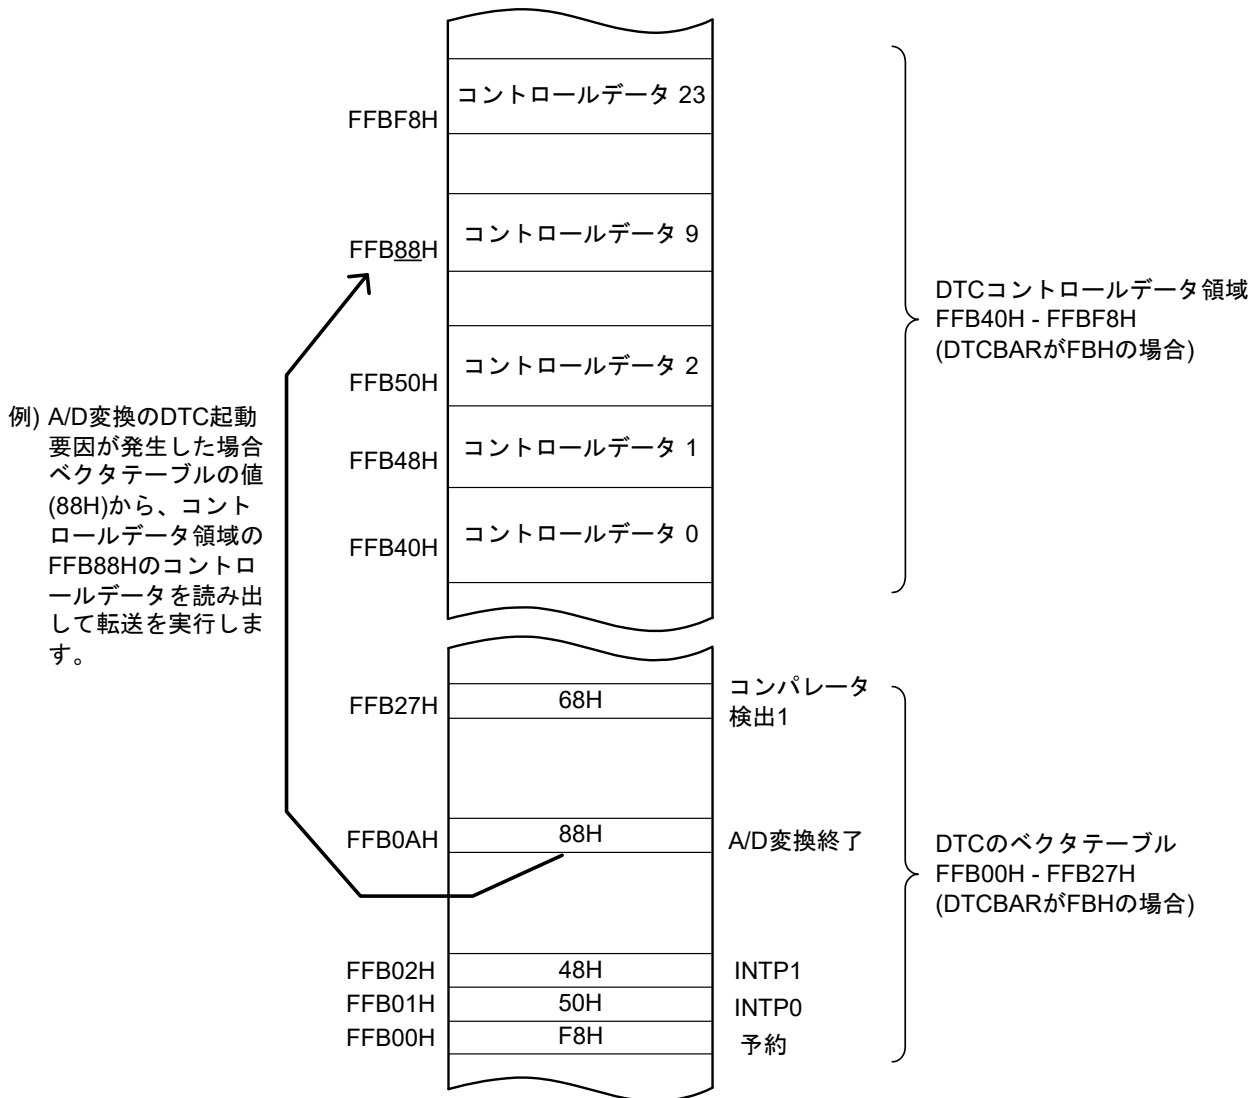 コントロールデータ 23
FFBF8H
コントロールデータ 9
FFB88H
コントロールデータ 2
FFB50H
コントロールデータ 1
FFB48H
コントロールデータ 0
FFB40H
DTCコントロールデータ領域
FFB40H - FFBF8H
(DTCBARがFBHの場合)
例) A/D変換のDTC起動
要因が発生した場合
ベクタテーブルの値
(88H)から、コント
ロールデータ領域の
FFB88Hのコントロ
ールデータを読み出
して転送を実行しま
す。
FFB27H
68H
コンパレータ
検出1
FFB0AH
88H
A/D変換終了
DTCのベクタテーブル
FFB00H - FFB27H
(DTCBARがFBHの場合)
FFB02H
48H
INTP1
FFB01H
50H
INTP0
FFB00H
F8H
予約